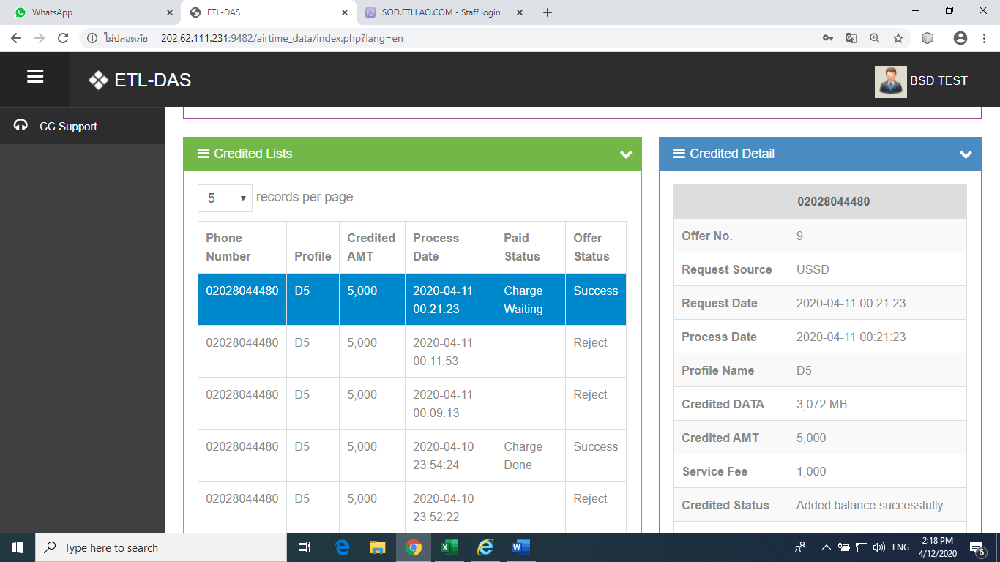 WhatsApp
ETL-DAS
SOD.ETLLAO.COM - Staff login
ไม่ปลอดภัย
202.62.111.231:9482/airtime_data/index.php?lang=en
ETL-DAS
BSD TEST
CC Support
Credited Lists
5
records per page
Phone Number
Profile
Credited AMT
Process Date
Paid Status
Offer Status
02028044480 D5 5,000 2020-04-11 00:21:23 Charge Waiting Success
02028044480 D5 5,000 2020-04-11 00:11:53 Reject
02028044480 D5 5,000 2020-04-11 00:09:13 Reject
02028044480 D5 5,000 2020-04-10 23:54:24 Charge Done Success
02028044480 D5 5,000 2020-04-10 23:52:22 Reject
Credited Detail
02028044480
Offer No. 9
Request Source USSD
Request Date 2020-04-11 00:21:23
Process Date 2020-04-11 00:21:23
Profile Name D5
Credited DATA 3,072 MB
Credited AMT 5,000
Service Fee 1,000
Credited Status Added balance successfully
Type here to search
ENG
2:18 PM
4/12/2020
6